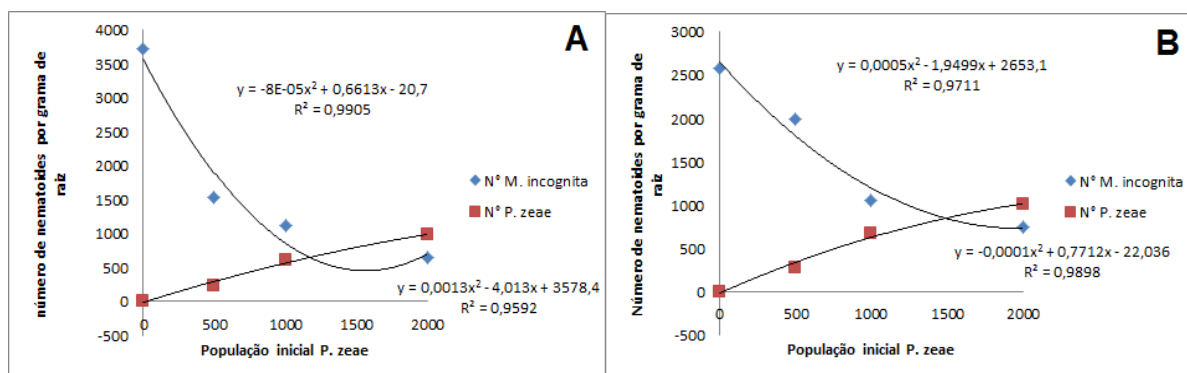 A
número de nematoides por grama de
raiz
4000
3500
3000
2500
2000
1500
1000
500
0
-500
y = -8E-05x² + 0,6613x - 20,7
R² = 0,9905
N° M. incognita
N° P. zeae
y = 0,0013x² - 4,013x + 3578,4
R² = 0,9592
0 500 1000 1500 2000
População inicial P. zeae
B
Número de nematoides por grama de
raiz
3000
2500
2000
1500
1000
500
0
-500
y = 0,0005x² - 1,9499x + 2653,1
R² = 0,9711
N° M. incognita
N° P. zeae
y = -0,0001x² + 0,7712x - 22,036
R² = 0,9898
0 500 1000 1500 2000
População inicial P. zeae